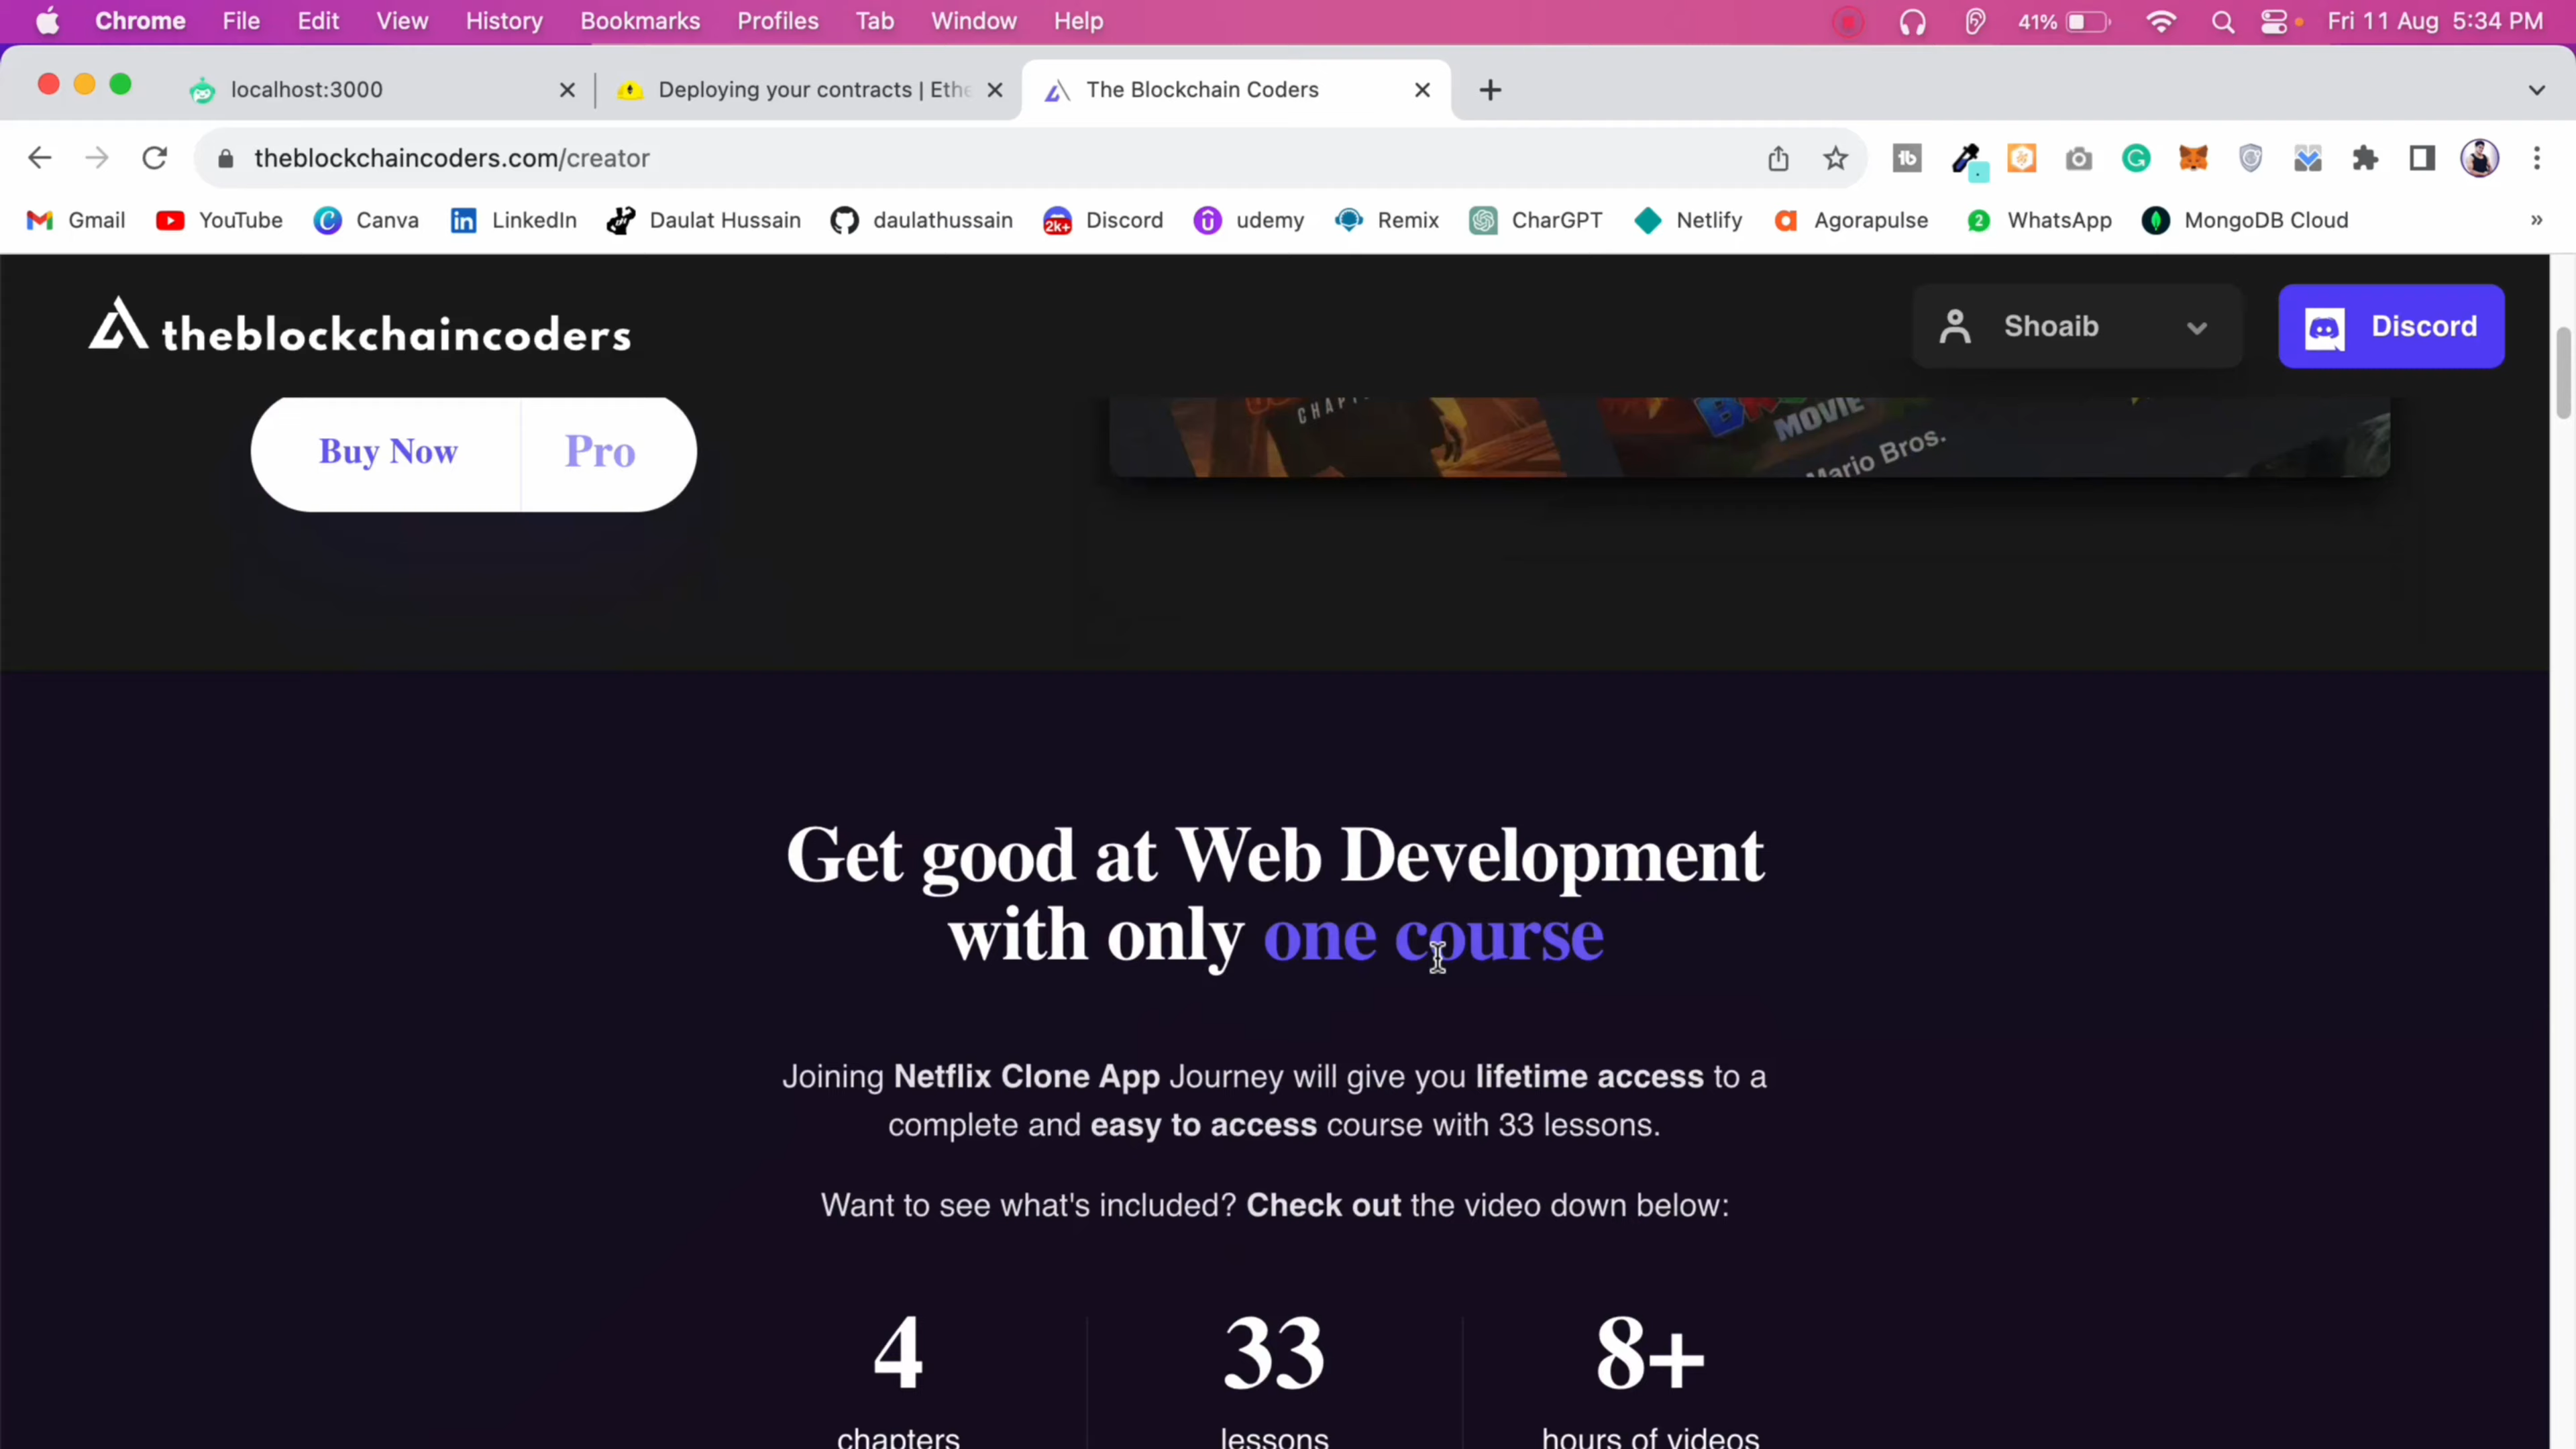 Chrome File Edit View History Bookmarks Profiles Tab Window Help 41% Fri 11 Aug 5:34 PM
localhost:3000 Deploying your contracts | Ethe The Blockchain Coders
theblockchaincoders.com/creator
Gmail YouTube Canva LinkedIn Daulat Hussain daulathussain 2k+ Discord udemy Remix CharGPT Netlify Agorapulse 2 WhatsApp MongoDB Cloud »
theblockchaincoders Shoaib Discord
Buy Now Pro
MOVIE
Mario Bros.
Get good at Web Development
with only one course
Joining Netflix Clone App Journey will give you lifetime access to a
complete and easy to access course with 33 lessons.
Want to see what's included? Check out the video down below:
4 33 8+
chapters lessons hours of videos